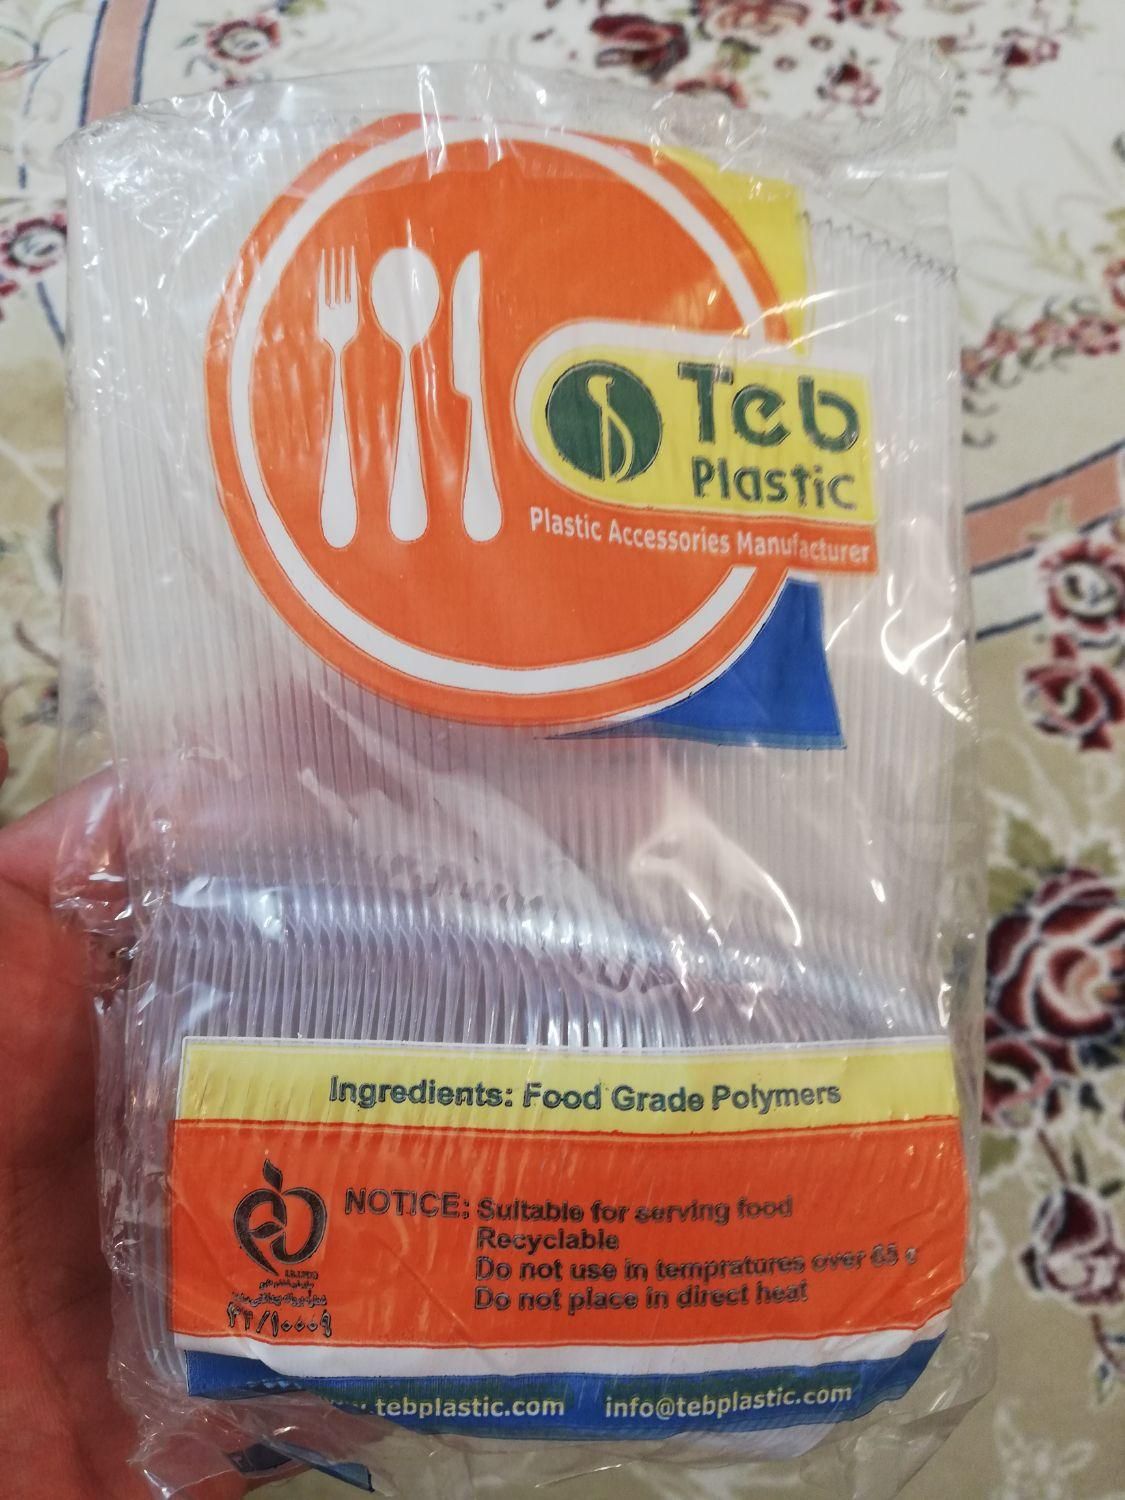 Teb
Plastic
Plastic Accessories Manufacturer
Ingredients: Food Grade Polymers
NOTICE: Suitable for serving food
Recyclable
Do not use in tempratures over 65 c
Do not place in direct heat
tebplastic.com info@tebplastic.com